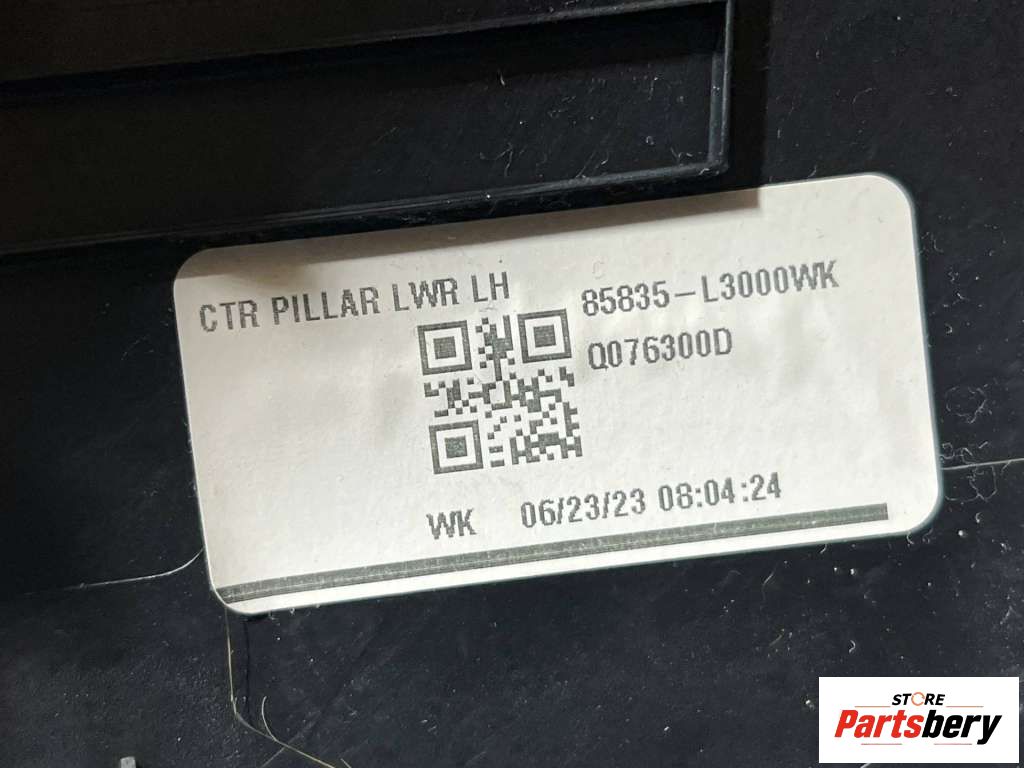 CTR PILLAR LWR LH
85835-L3000WK
Q076300D
WK 06/23/23 08:04:24
STORE
Partsbery